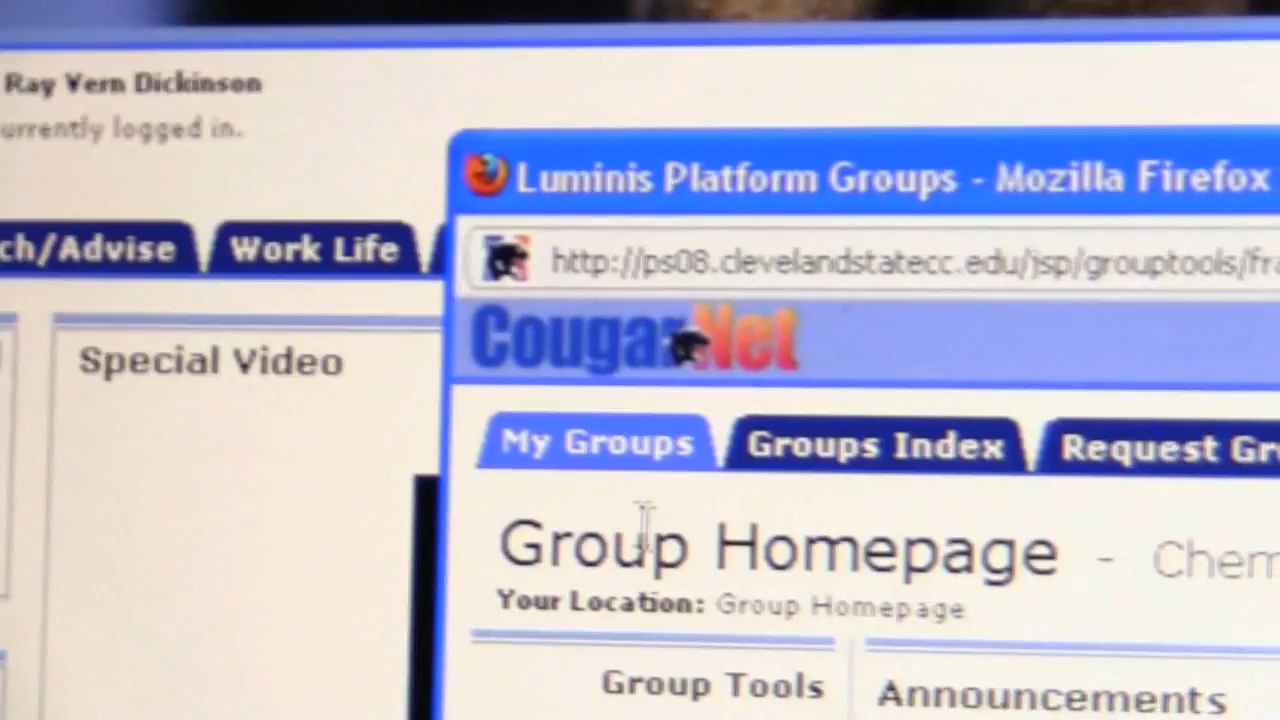 Ray Vern Dickinson
urrently logged in.
Luminis Platform Groups - Mozilla Firefox
ch/Advise
Work Life
http://ps08.clevelandstatecc.edu/jsp/grouptools/fra
CougarNet
Special Video
My Groups
Groups Index
Request Gr
Group Homepage - Chem
Your Location: Group Homepage
Group Tools
Announcements